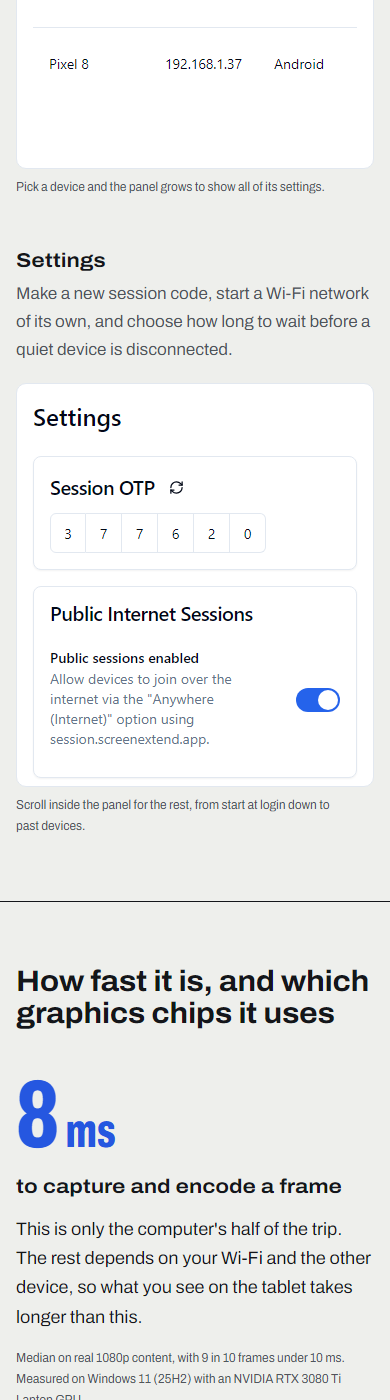 Pixel 8 192.168.1.37 Android
Pick a device and the panel grows to show all of its settings.
Settings
Make a new session code, start a Wi-Fi network
of its own, and choose how long to wait before a
quiet device is disconnected.
Settings
Session OTP
3 7 7 6 2 0
Public Internet Sessions
Public sessions enabled
Allow devices to join over the
internet via the "Anywhere
(Internet)" option using
session.screenextend.app.
Scroll inside the panel for the rest, from start at login down to
past devices.
How fast it is, and which
graphics chips it uses
8 ms
to capture and encode a frame
This is only the computer's half of the trip.
The rest depends on your Wi-Fi and the other
device, so what you see on the tablet takes
longer than this.
Median on real 1080p content, with 9 in 10 frames under 10 ms.
Measured on Windows 11 (25H2) with an NVIDIA RTX 3080 Ti
Laptop GPU